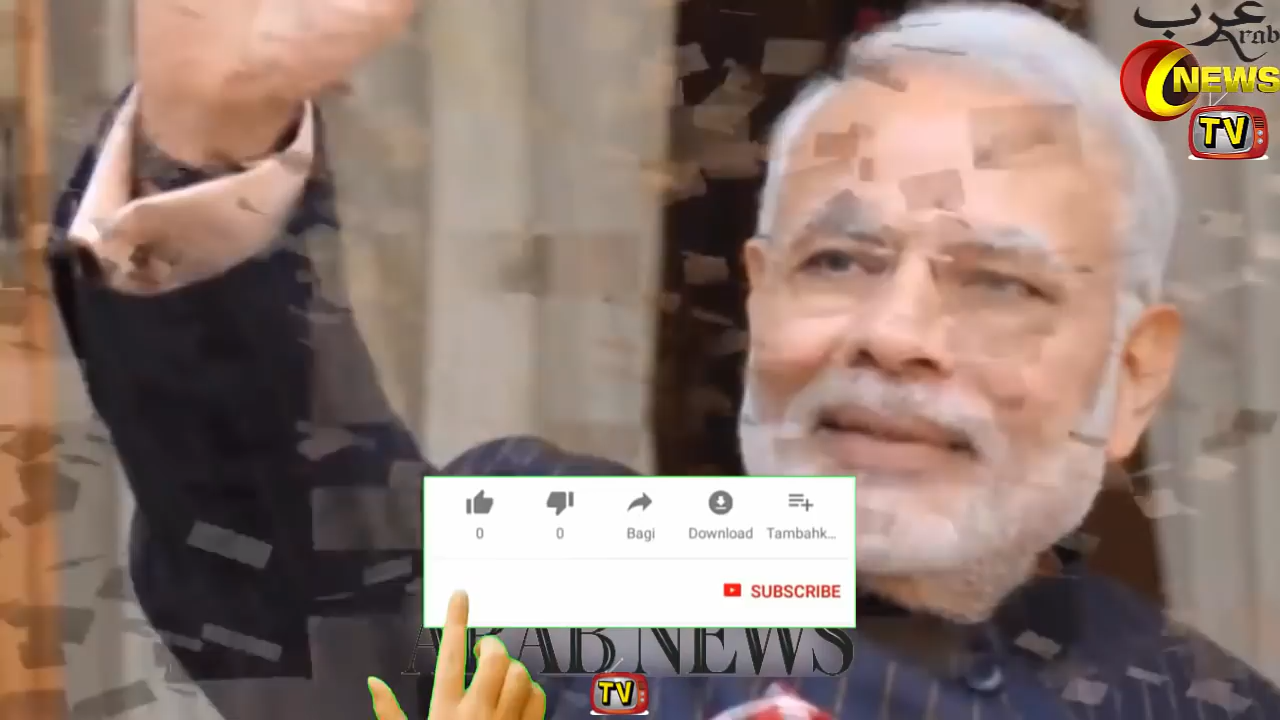 عرب
Arab
NEWS
TV
0
0
Bagi
Download
Tambahk...
SUBSCRIBE
ARAB NEWS
TV